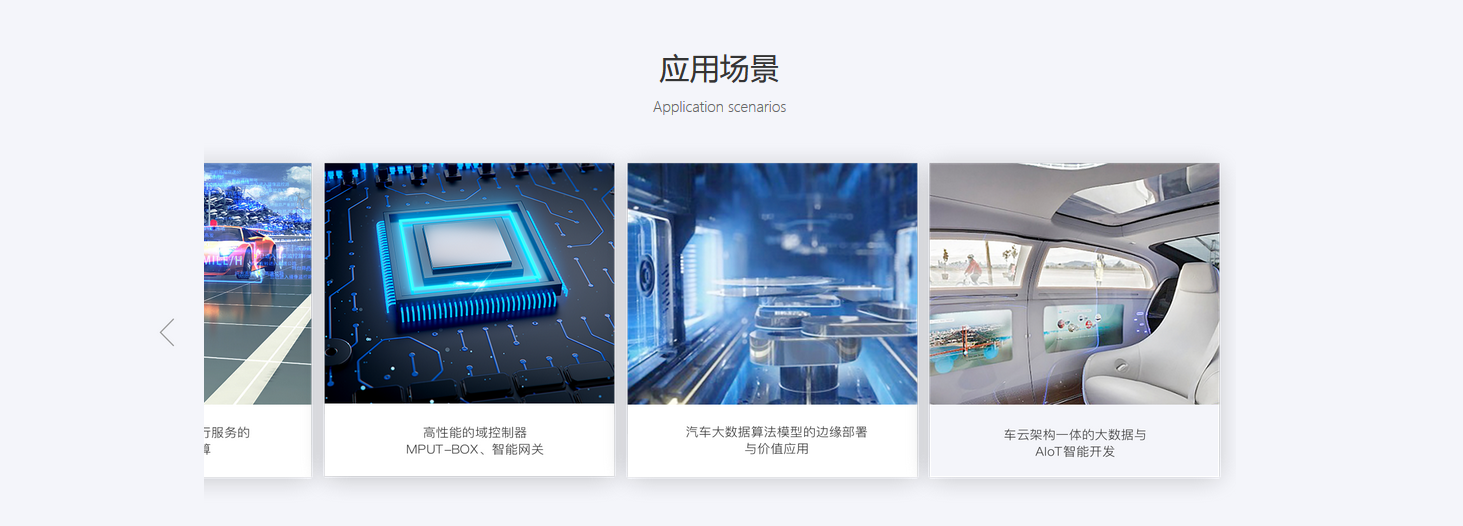 应用场景
Application scenarios
MILE/H
行服务的
算
高性能的域控制器
MPUT-BOX、智能网关
汽车大数据算法模型的边缘部署
与价值应用
车云架构一体的大数据与
AIoT智能开发